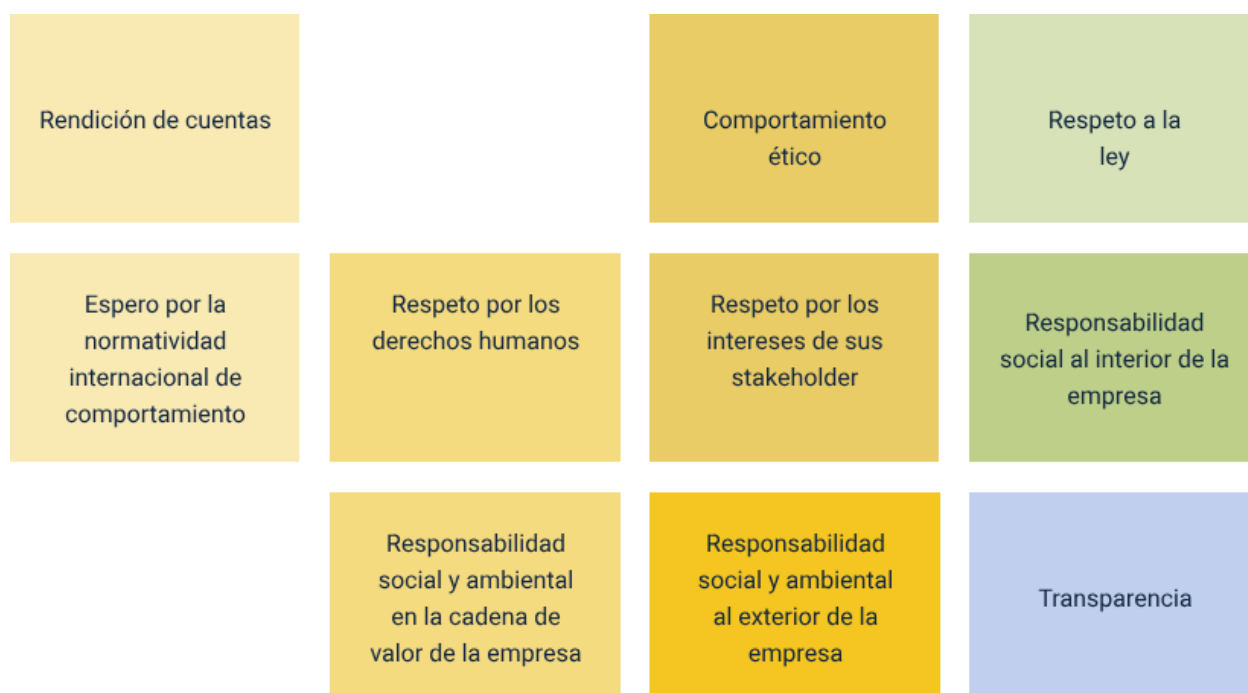 Rendición de cuentas
Comportamiento
ético
Respeto a la
ley
Espero por la
normatividad
internacional de
comportamiento
Respeto por los
derechos humanos
Respeto por los
intereses de sus
stakeholder
Responsabilidad
social al interior de la
empresa
Responsabilidad
social y ambiental
en la cadena de
valor de la empresa
Responsabilidad
social y ambiental
al exterior de la
empresa
Transparencia